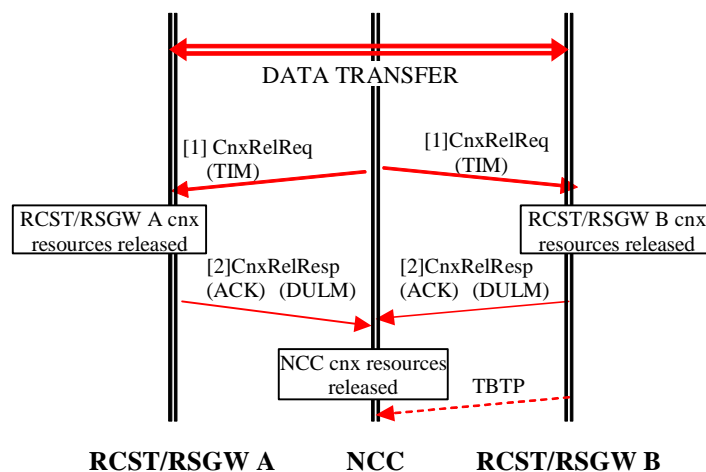 DATA TRANSFER
[1] CnxRelReq
(TIM)
[1]CnxRelReq
(TIM)
RCST/RSGW A cnx
resources released
RCST/RSGW B cnx
resources released
[2]CnxRelResp
(ACK) (DULM)
[2]CnxRelResp
(ACK) (DULM)
NCC cnx resources
released
TBTP
RCST/RSGW A
NCC
RCST/RSGW B